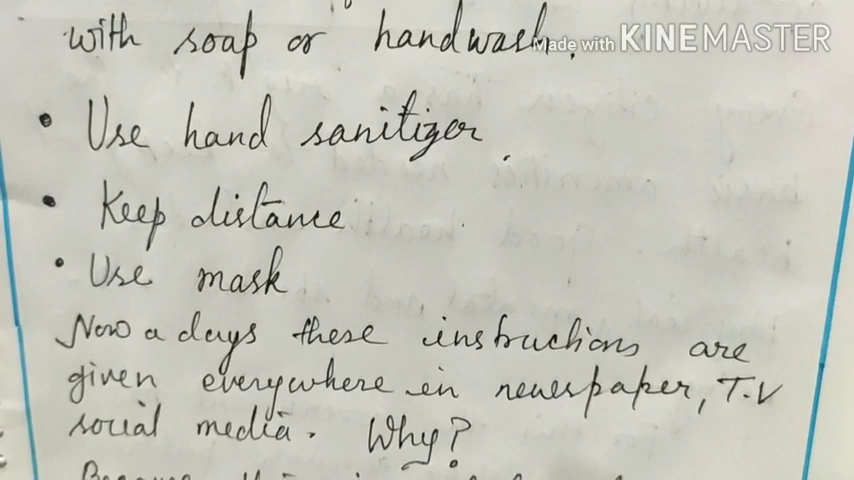 with soap or handwash.
Made with KINEMASTER
• Use hand sanitizer.
• Keep distance
• Use mask
Now a days these instructions are
given everywhere in newspaper, T.V
social media. Why?